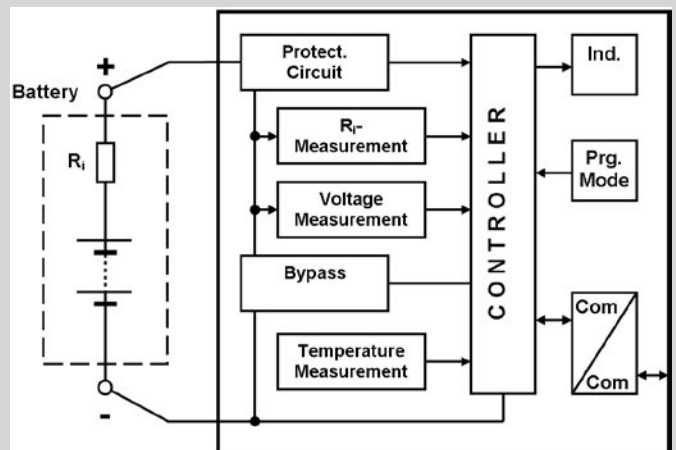 +
Battery
Rᵢ
-
Protect.
Circuit
Rᵢ-
Measurement
Voltage
Measurement
Bypass
Temperature
Measurement
CONTROLLER
Ind.
Prg.
Mode
Com
Com